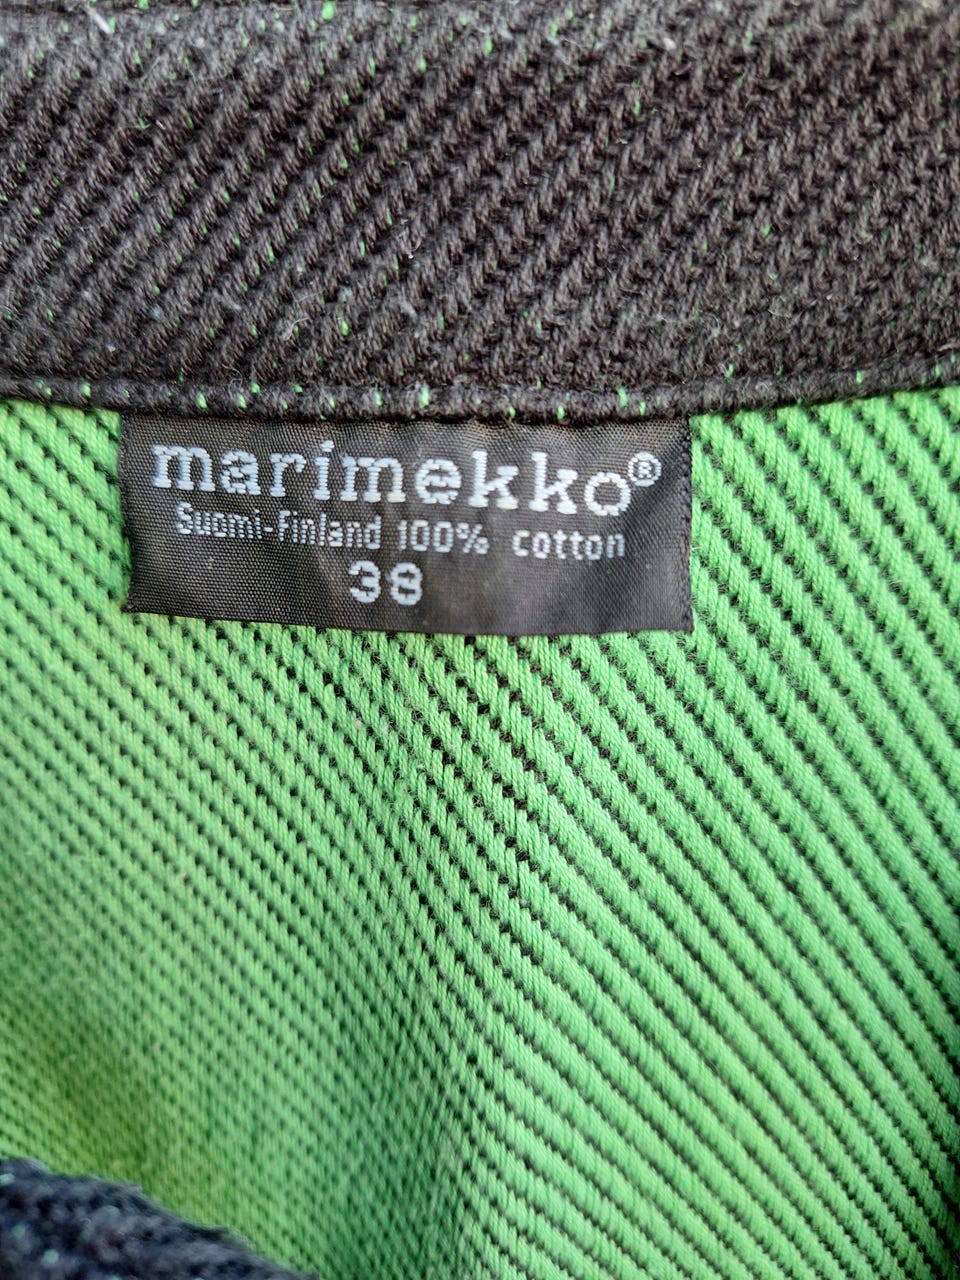 marimekko®
Suomi-Finland 100% cotton
38